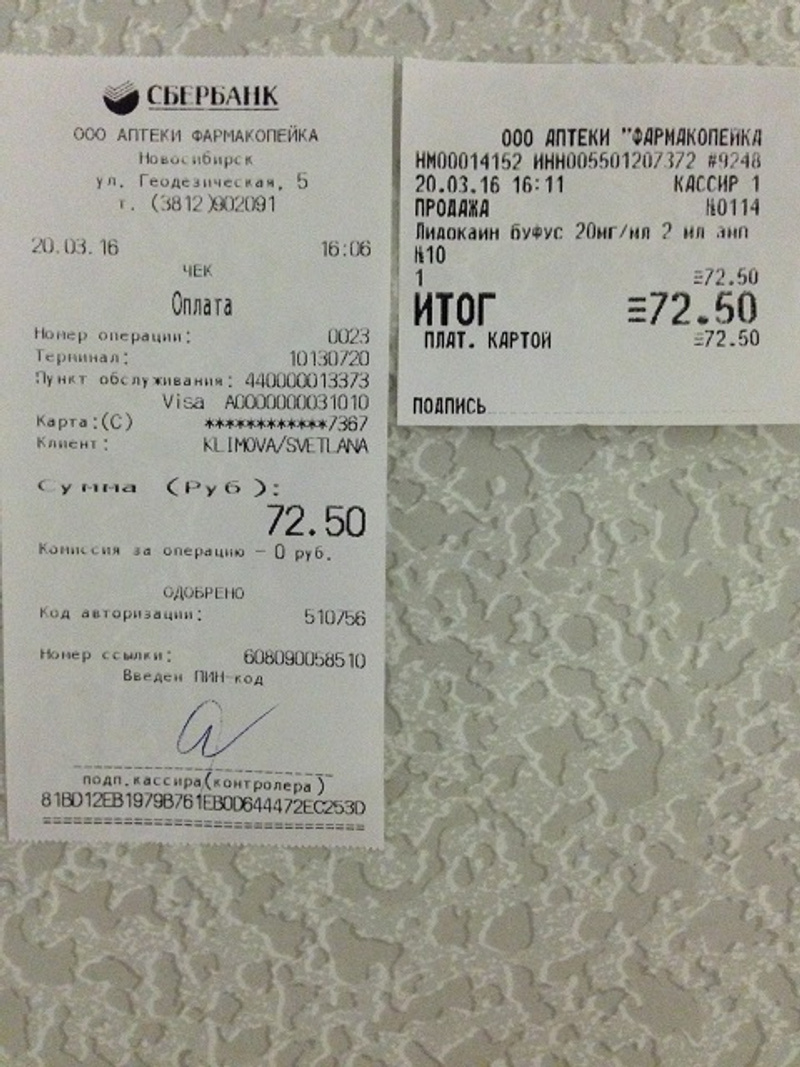 СБЕРБАНК
ООО АПТЕКИ ФАРМАКОПЕЙКА
Новосибирск
ул. Геодезическая, 5
т. (3812)902091
20.03.16 16:06
ЧЕК
Оплата
Номер операции: 0023
Терминал: 10130720
Пункт обслуживания: 440000013373
Visa A0000000031010
Карта:(C) ************7367
Клиент: KLIMOVA/SVETLANA
Сумма (Руб):
72.50
Комиссия за операцию - 0 руб.
ОДОБРЕНО
Код авторизации: 510756
Номер ссылки: 608090058510
Введен ПИН-код
подп.кассира(контролера)
81BD12EB1979B761EB0D644472EC253D
================================
ООО АПТЕКИ "ФАРМАКОПЕЙКА
НМ00014152 ИНН005501207372 #9248
20.03.16 16:11 КАССИР 1
ПРОДАЖА №0114
Лидокаин буфус 20мг/мл 2 мл амп
№10
1 ≡72.50
ИТОГ ≡72.50
ПЛАТ. КАРТОЙ ≡72.50
ПОДПИСЬ